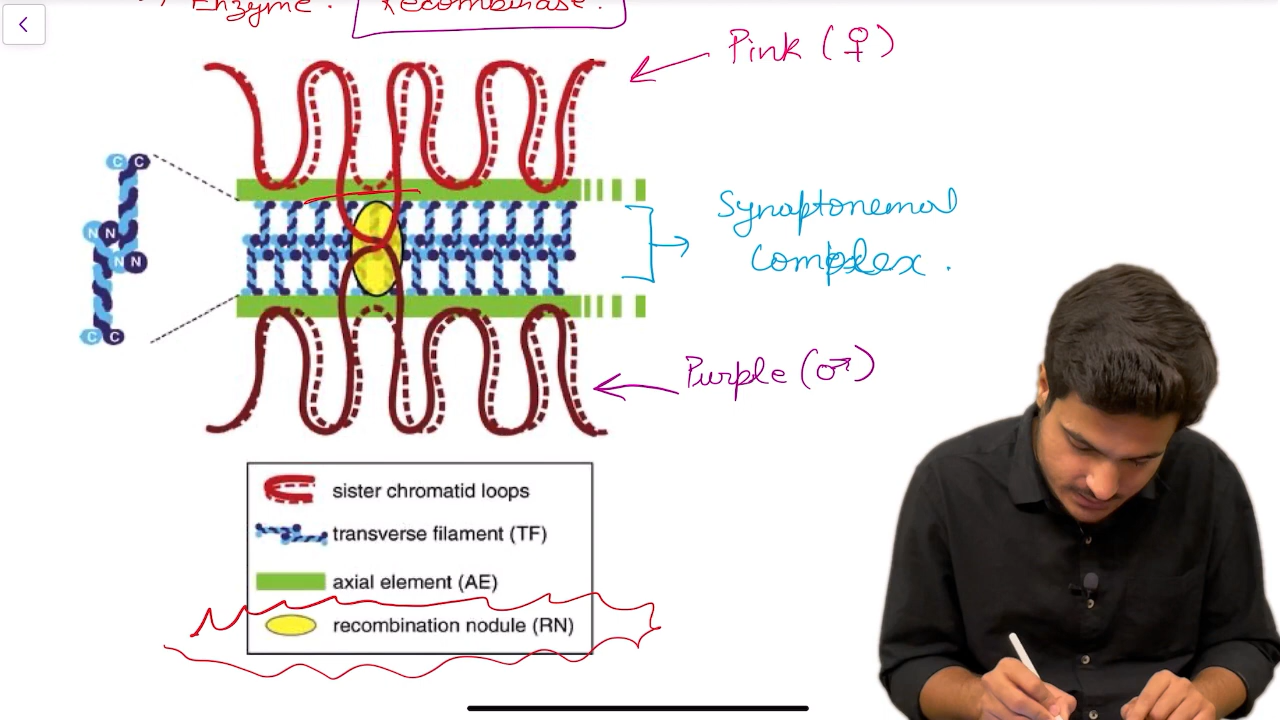 Enzyme: Recombinase.
Pink (♀)
C C
N N
N N
C C
Synaptonemal
complex.
Purple (♂)
sister chromatid loops
transverse filament (TF)
axial element (AE)
recombination nodule (RN)